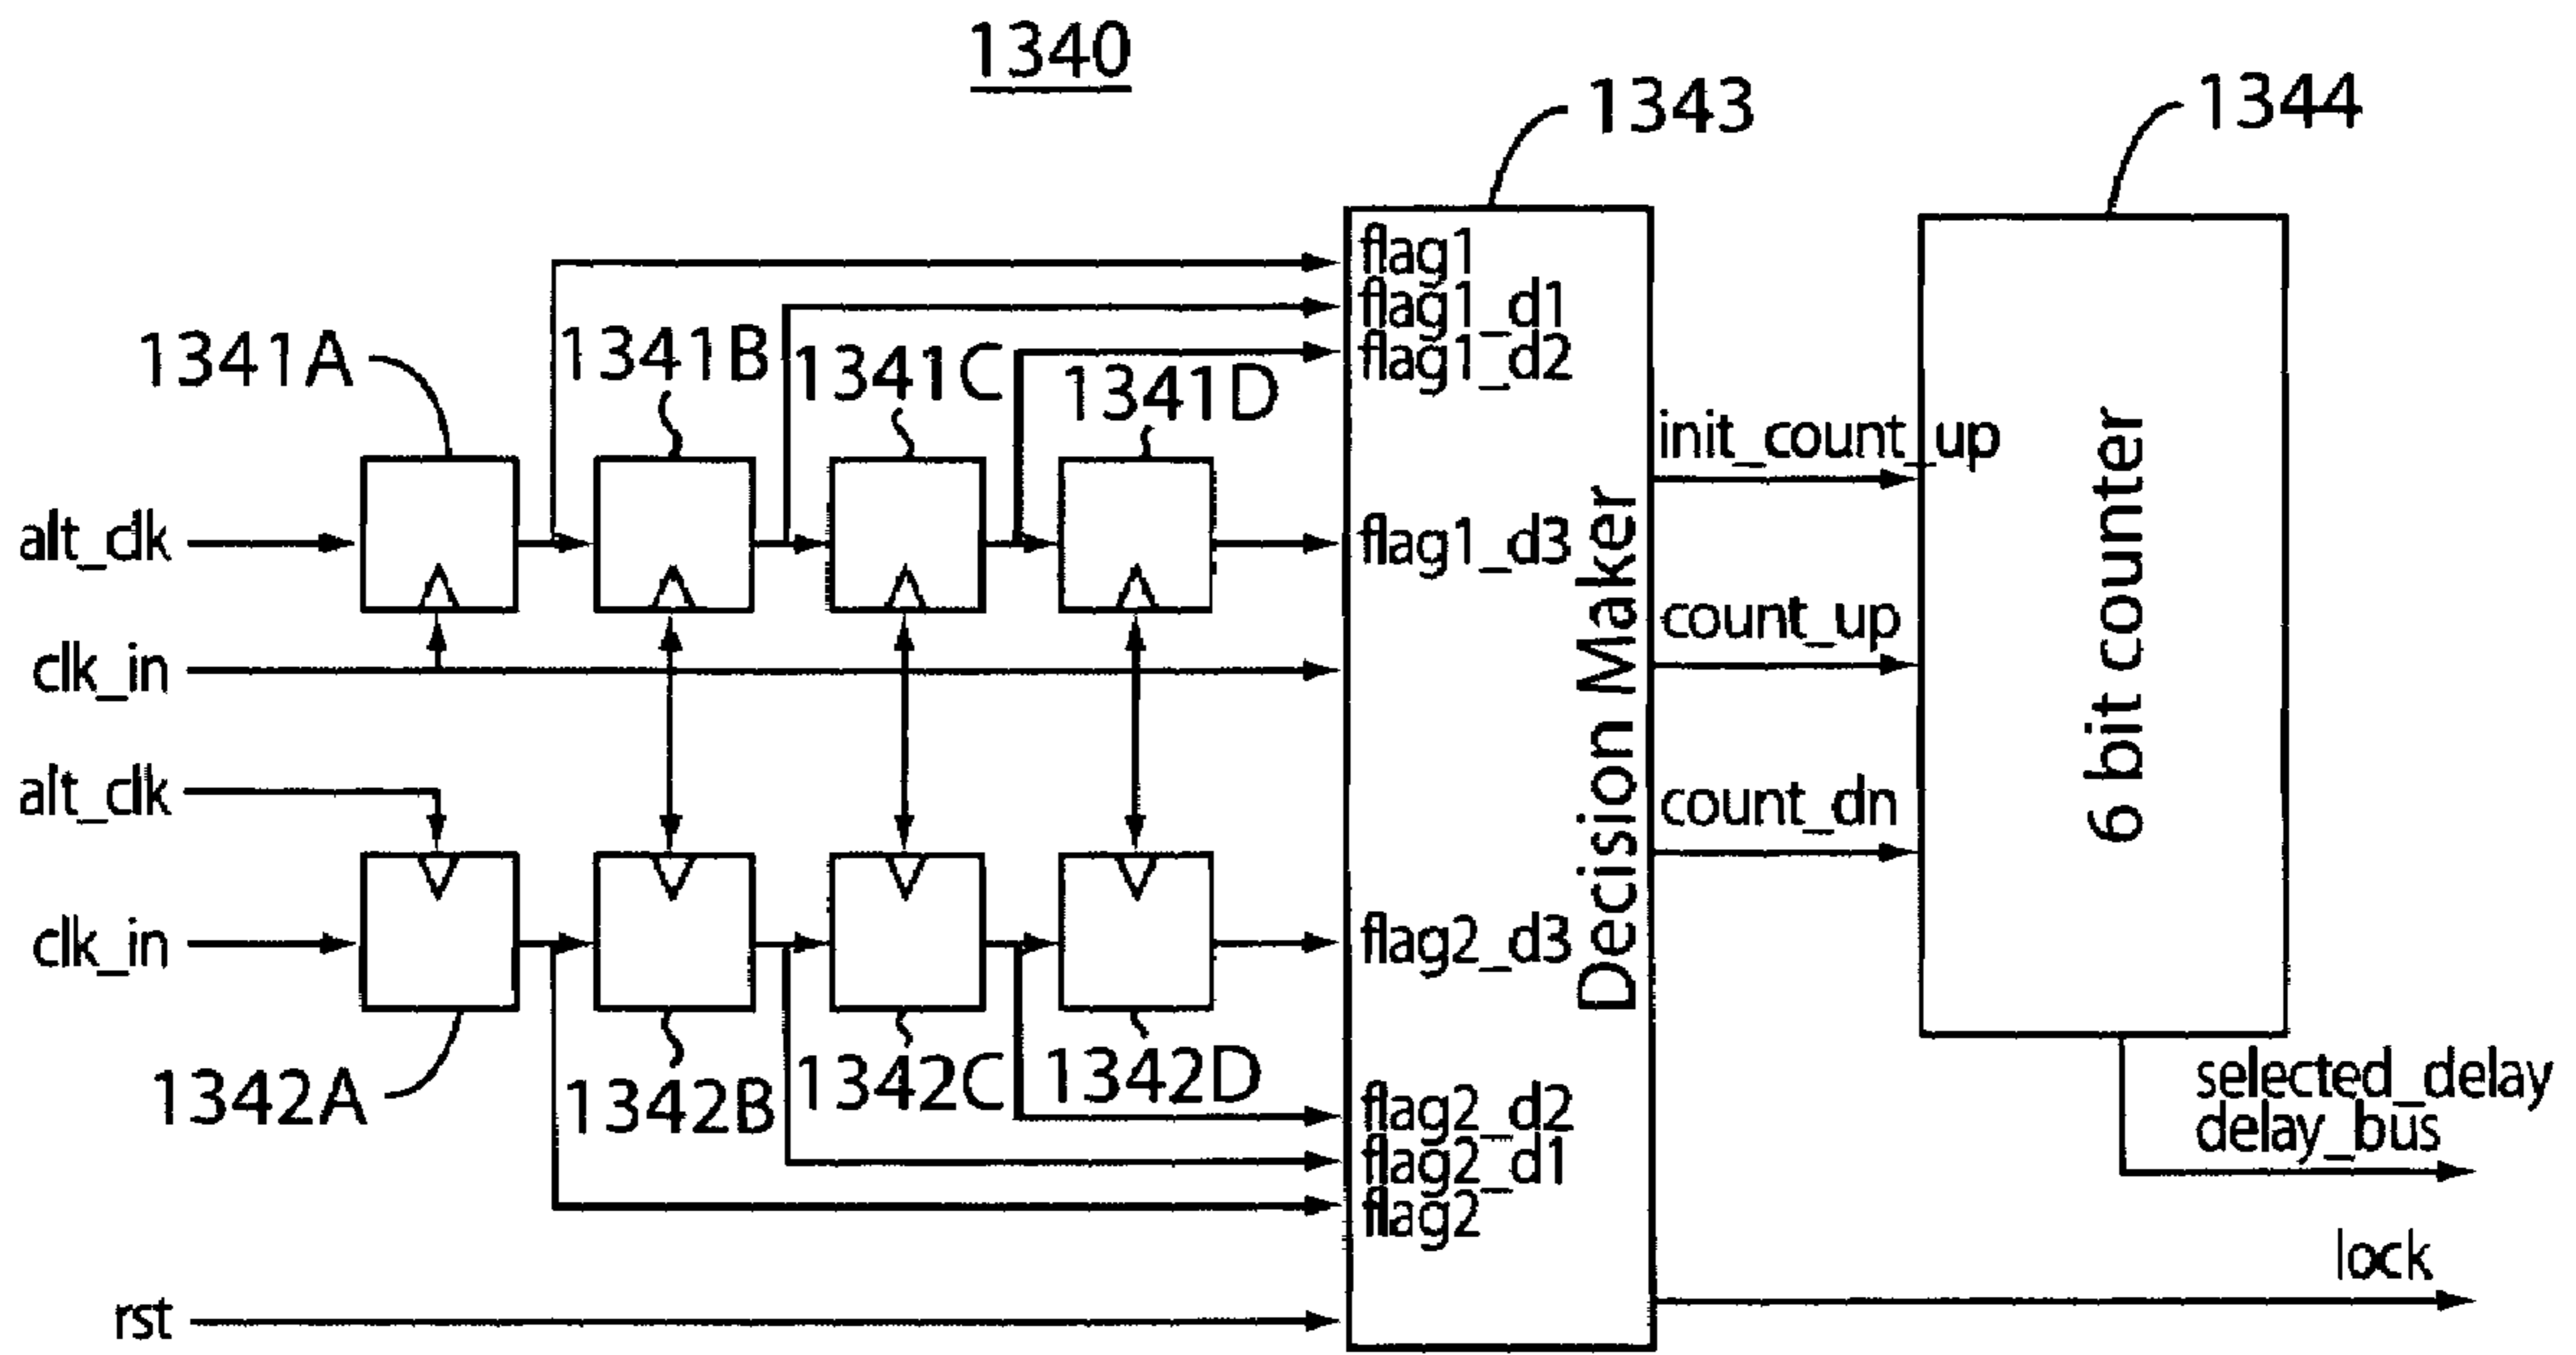 1340
1343
1344
flag1
flag1_d1
flag1_d2
1341A
1341B
1341C
1341D
init_count_up
alt_clk
flag1_d3
count_up
clk_in
alt_clk
count_dn
clk_in
flag2_d3
Decision Maker
6 bit counter
1342A
1342B
1342C
1342D
flag2_d2
flag2_d1
flag2
selected_delay
delay_bus
lock
rst